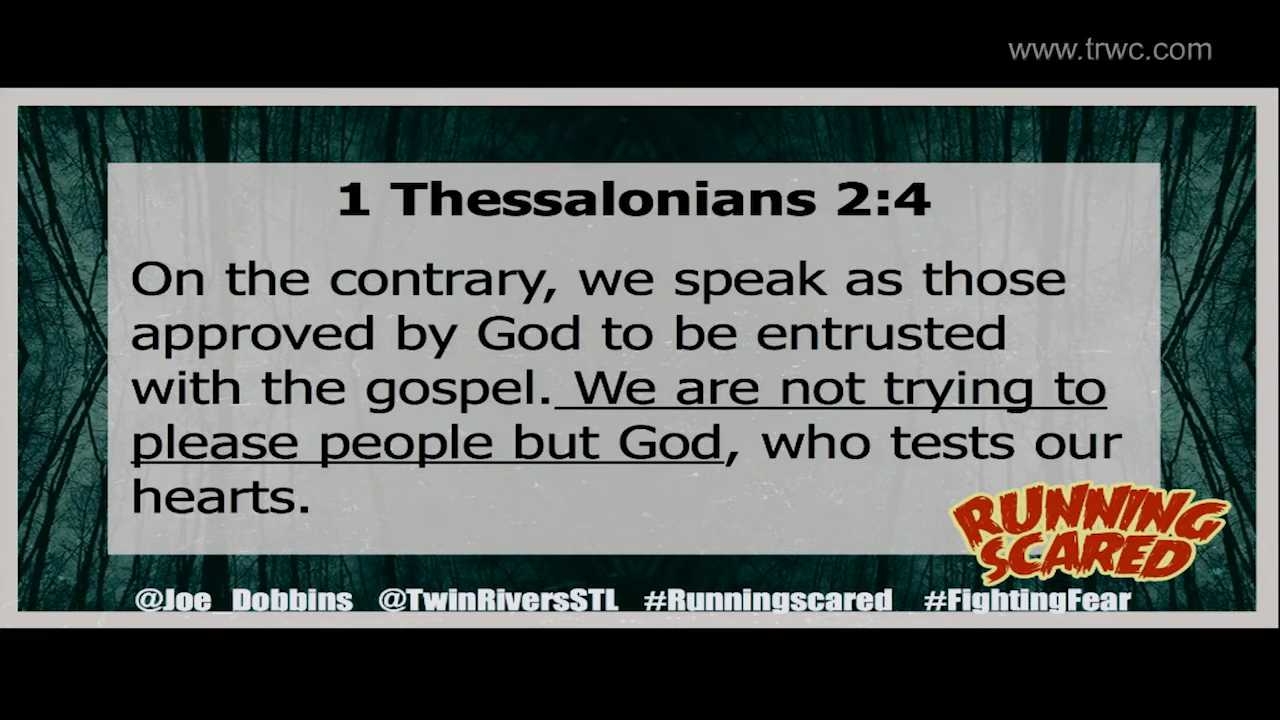 www.trwc.com
1 Thessalonians 2:4
On the contrary, we speak as those
approved by God to be entrusted
with the gospel. We are not trying to
please people but God, who tests our
hearts.
RUNNING
SCARED
@Joe_Dobbins @TwinRiversSTL #Runningscared #FightingFear